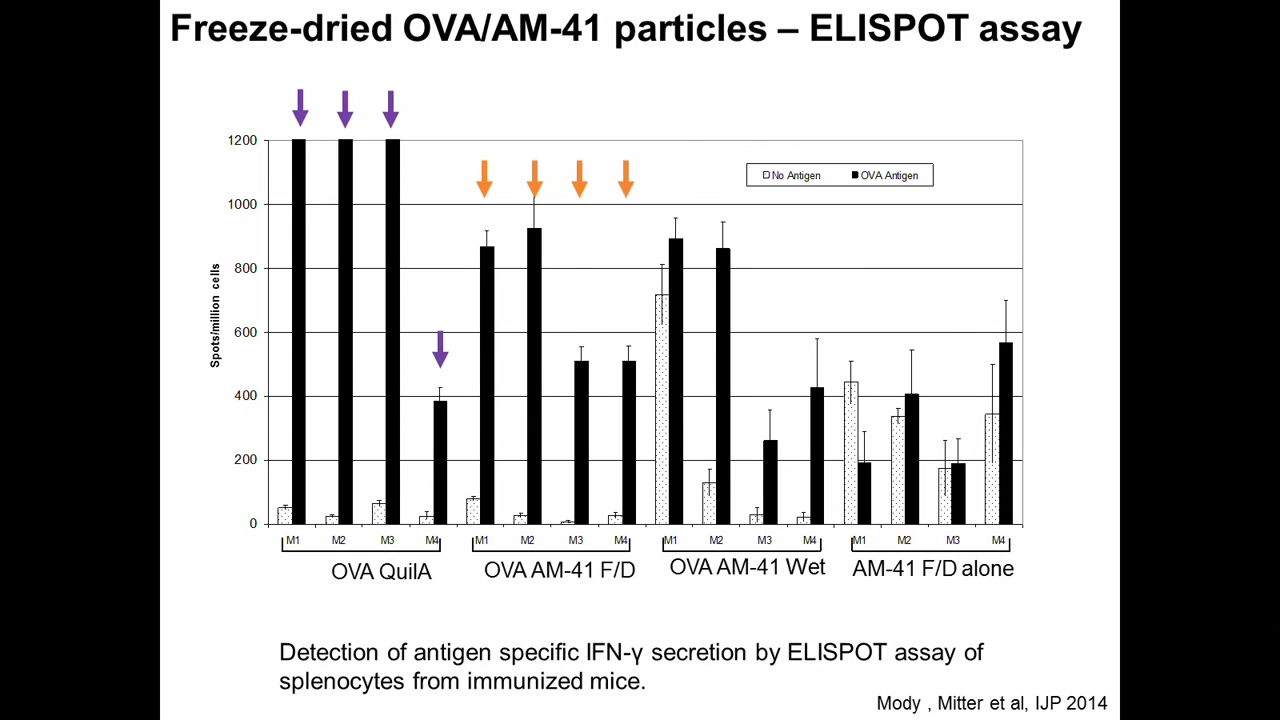 Freeze-dried OVA/AM-41 particles – ELISPOT assay
1200
1000
800
600
400
200
0
Spots/million cells
No Antigen OVA Antigen
M1 M2 M3 M4 M1 M2 M3 M4 M1 M2 M3 M4 M1 M2 M3 M4
OVA QuilA OVA AM-41 F/D OVA AM-41 Wet AM-41 F/D alone
Detection of antigen specific IFN-γ secretion by ELISPOT assay of
splenocytes from immunized mice.
Mody , Mitter et al, IJP 2014